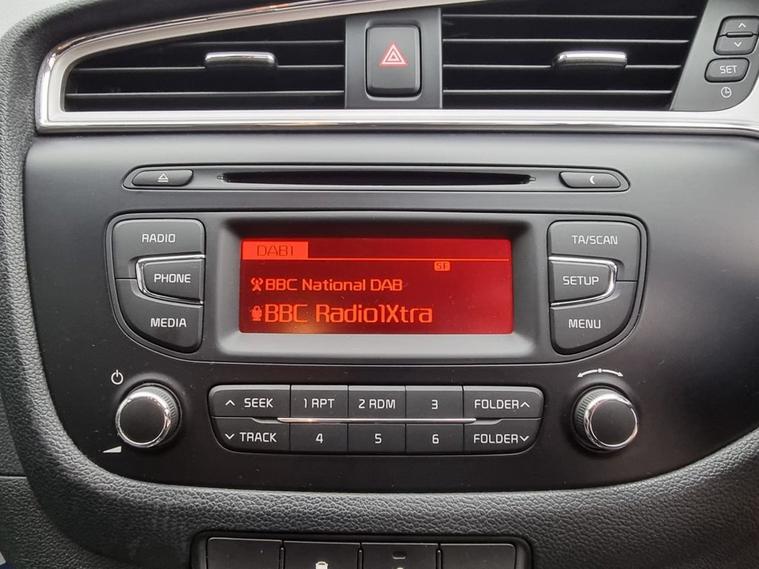 SET
RADIO
PHONE
MEDIA
DAB1
SF
BBC National DAB
BBC Radio1Xtra
TA/SCAN
SETUP
MENU
SEEK 1 RPT 2 RDM 3 FOLDER
TRACK 4 5 6 FOLDER